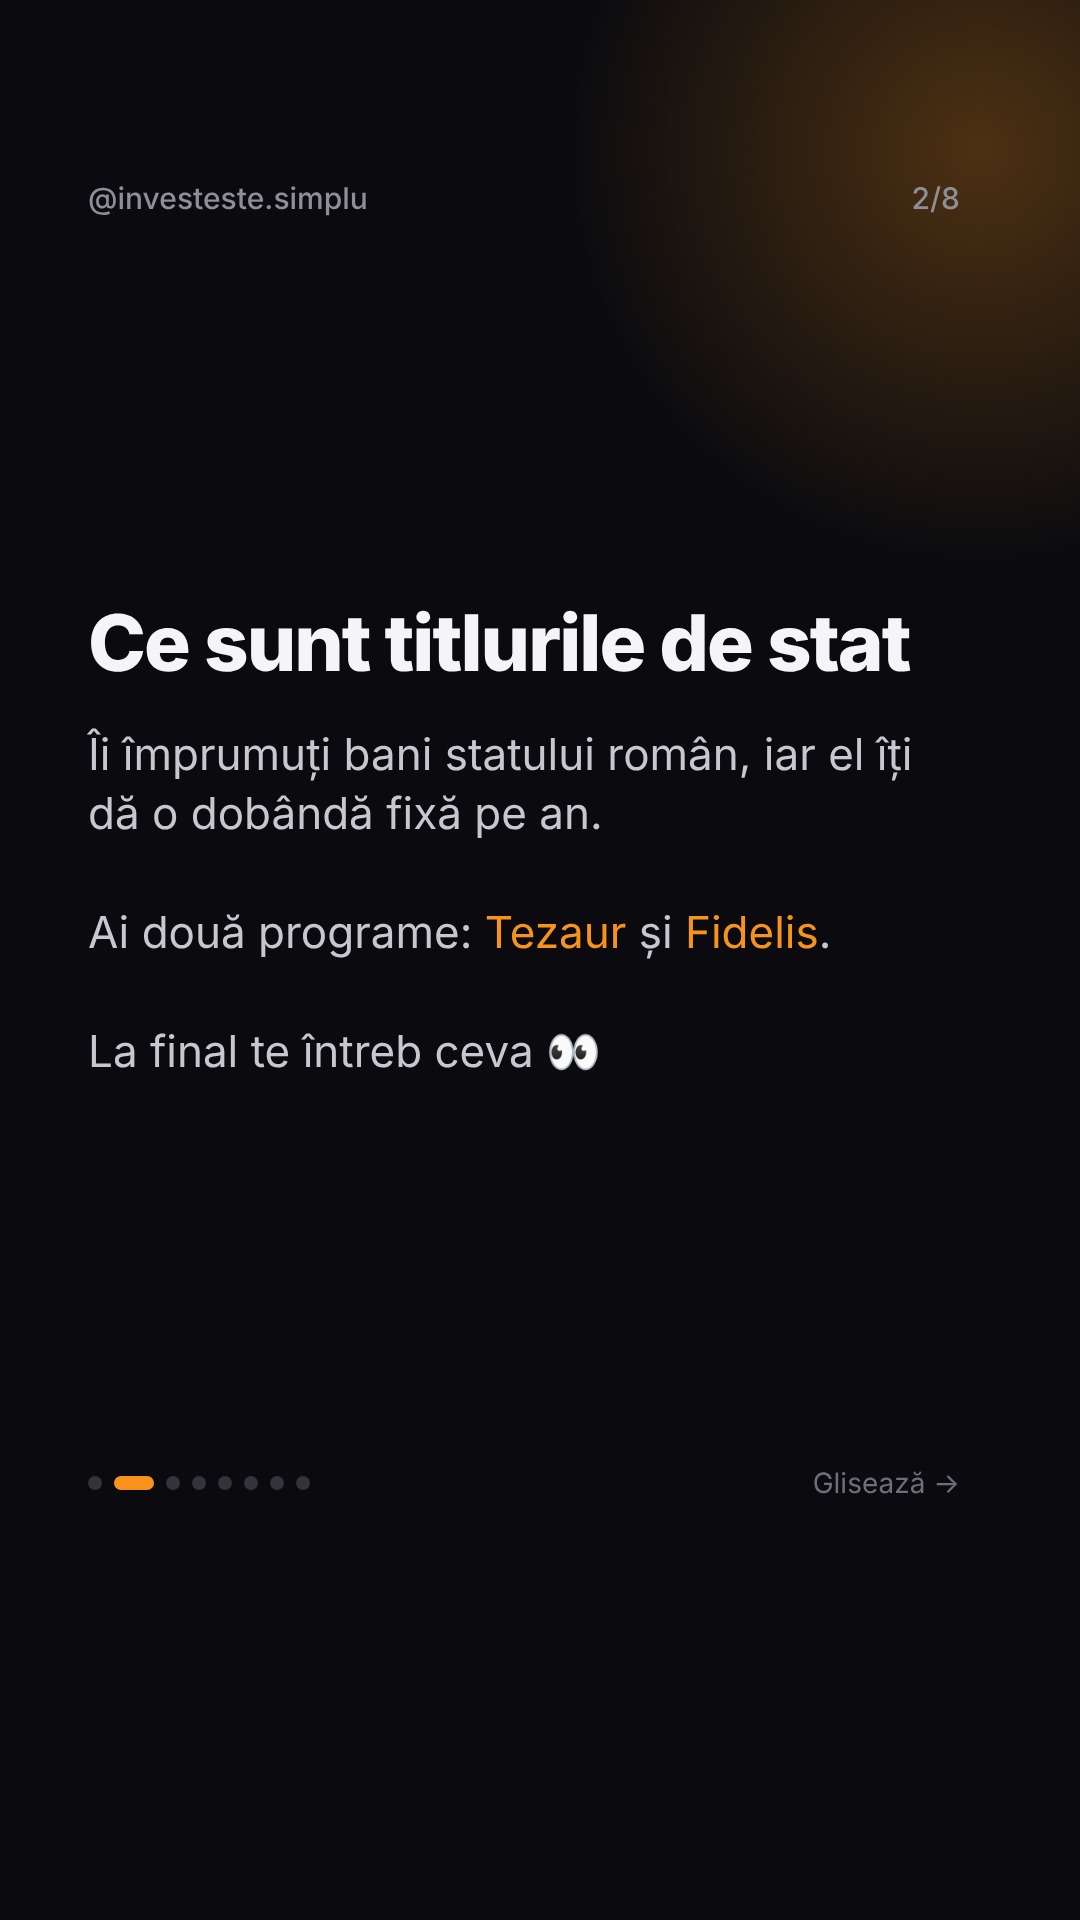 @investeste.simplu
2/8
Ce sunt titlurile de stat
Îi împrumuți bani statului român, iar el îți
dă o dobândă fixă pe an.
Ai două programe: Tezaur și Fidelis.
La final te întreb ceva 👀
Glisează →